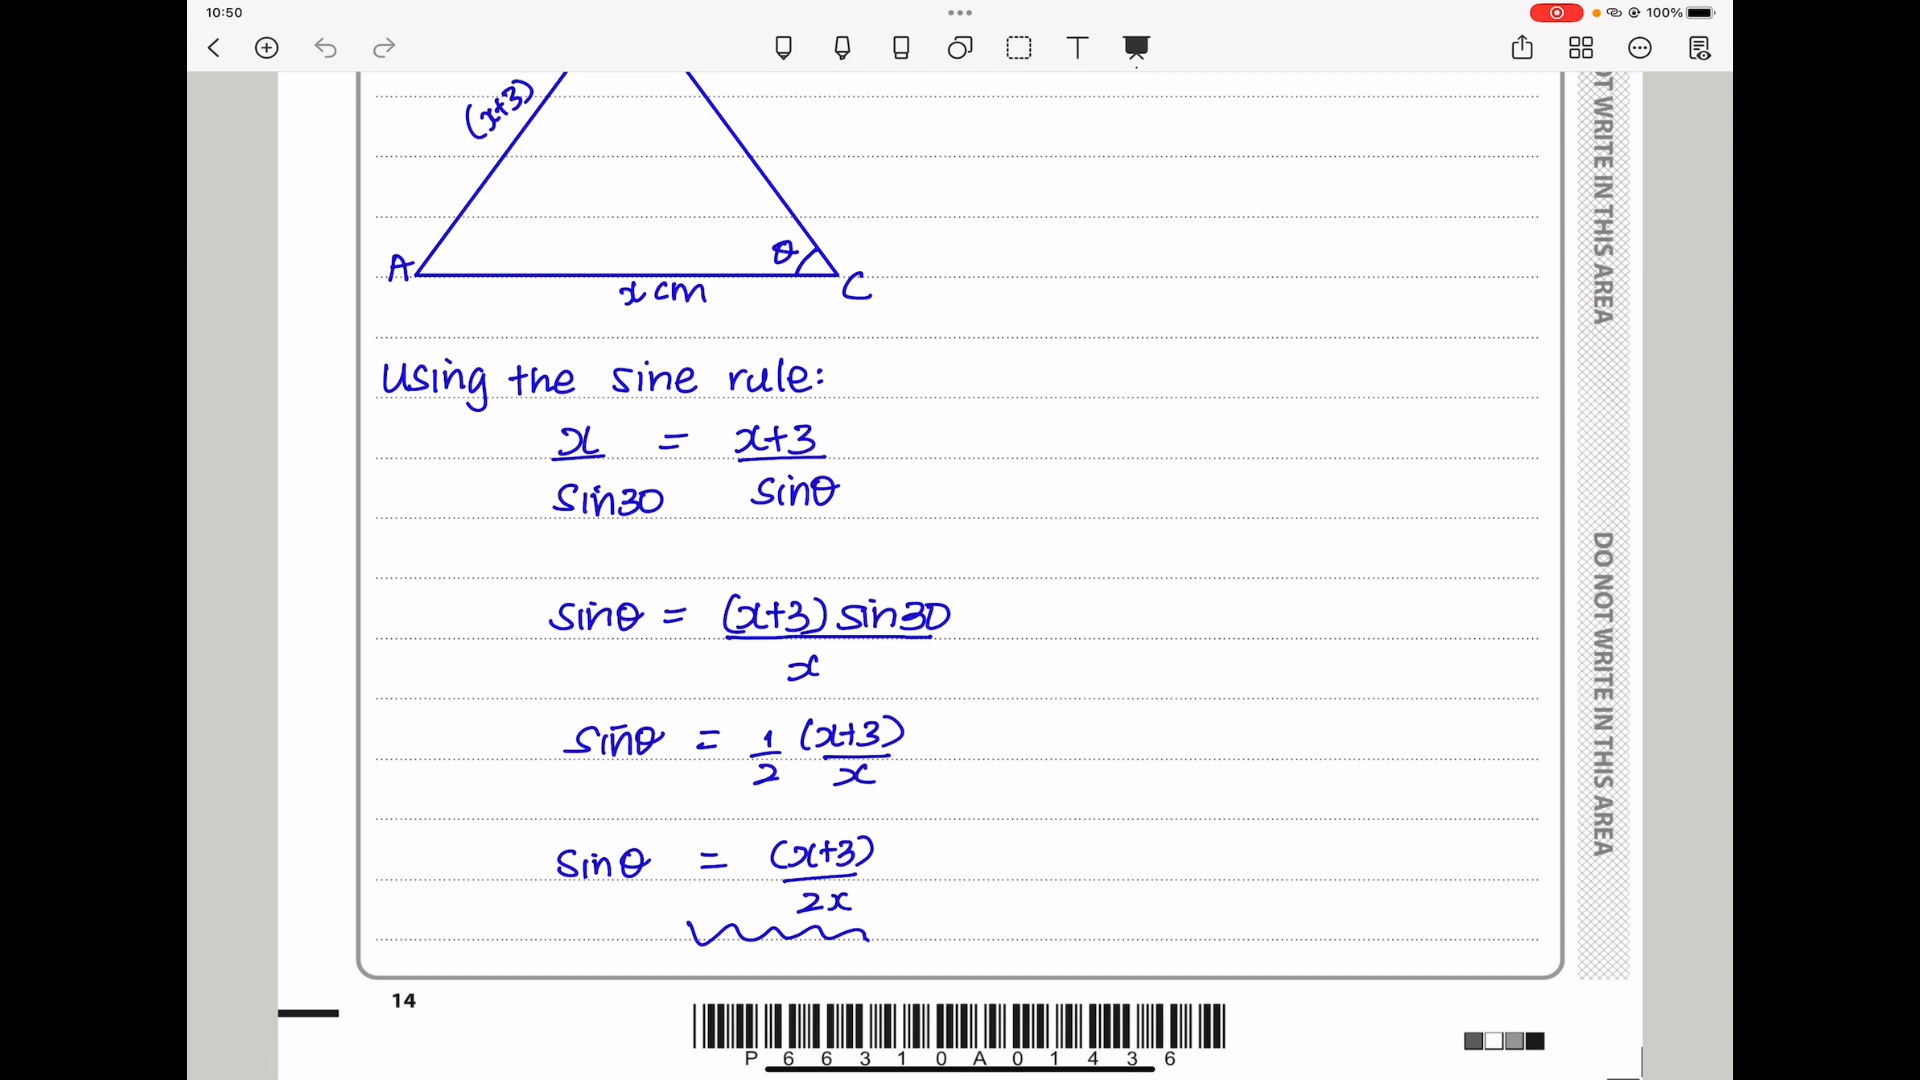 10:50
100%
(x+3)
A
θ
x cm
C
Using the sine rule:
x = x+3
sin30 sinθ
sinθ = (x+3) sin30
x
sinθ = 1 (x+3)
2 x
sinθ = (x+3)
2x
14
P 6 6 3 1 0 A 0 1 4 3 6
OT WRITE IN THIS AREA
DO NOT WRITE IN THIS AREA